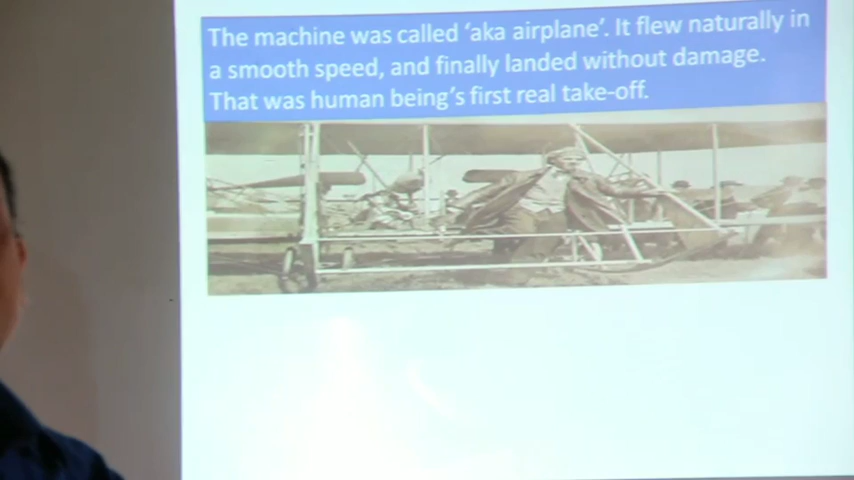 The machine was called ‘aka airplane’. It flew naturally in
a smooth speed, and finally landed without damage.
That was human being’s first real take-off.